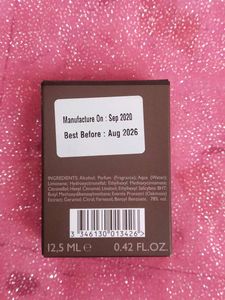 Manufacture On : Sep 2020
Best Before : Aug 2026
INGREDIENTS: Alcohol, Parfum (Fragrance), Aqua (Water),
Limonene, Hydroxycitronellal, Ethylhexyl Methoxycinnamate,
Citronellol, Hexyl Cinnamal, Linalool, Ethylhexyl Salicylate, BHT,
Butyl Methoxydibenzoylmethane, Evernia Prunastri (Oakmoss)
Extract, Geraniol, Citral, Farnesol, Benzyl Benzoate. 78% vol.
3 346130 013426 >
12,5 ML ℮ 0.42 FL.OZ.